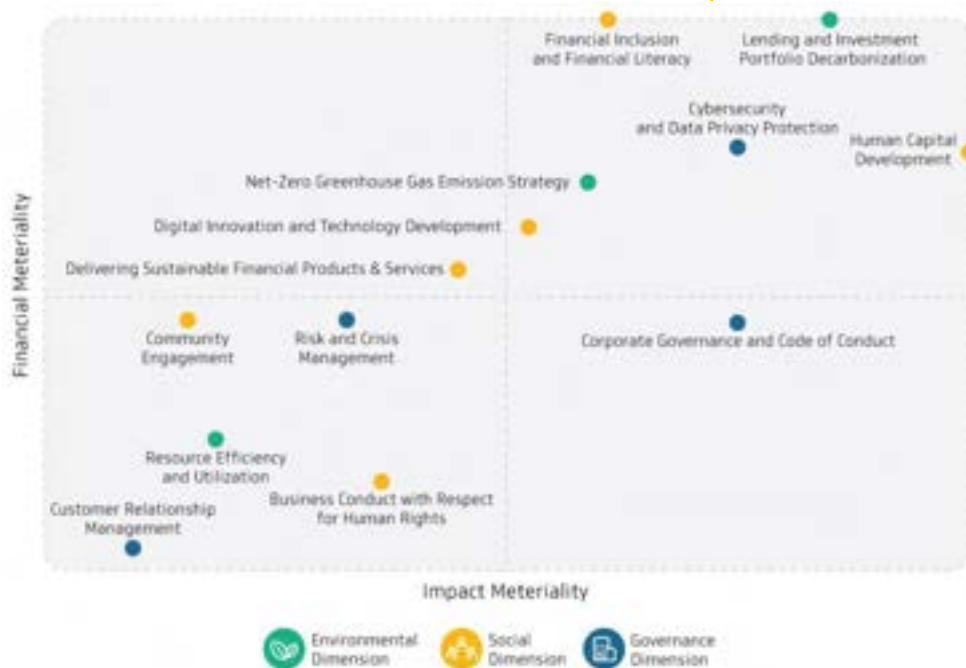 Financial Inclusion
and Financial Literacy
Lending and Investment
Portfolio Decarbonization
Cybersecurity
and Data Privacy Protection
Human Capital
Development
Net-Zero Greenhouse Gas Emission Strategy
Digital Innovation and Technology Development
Delivering Sustainable Financial Products & Services
Financial Meteriality
Community
Engagement
Risk and Crisis
Management
Corporate Governance and Code of Conduct
Resource Efficiency
and Utilization
Business Conduct with Respect
for Human Rights
Customer Relationship
Management
Impact Meteriality
Environmental
Dimension
Social
Dimension
Governance
Dimension